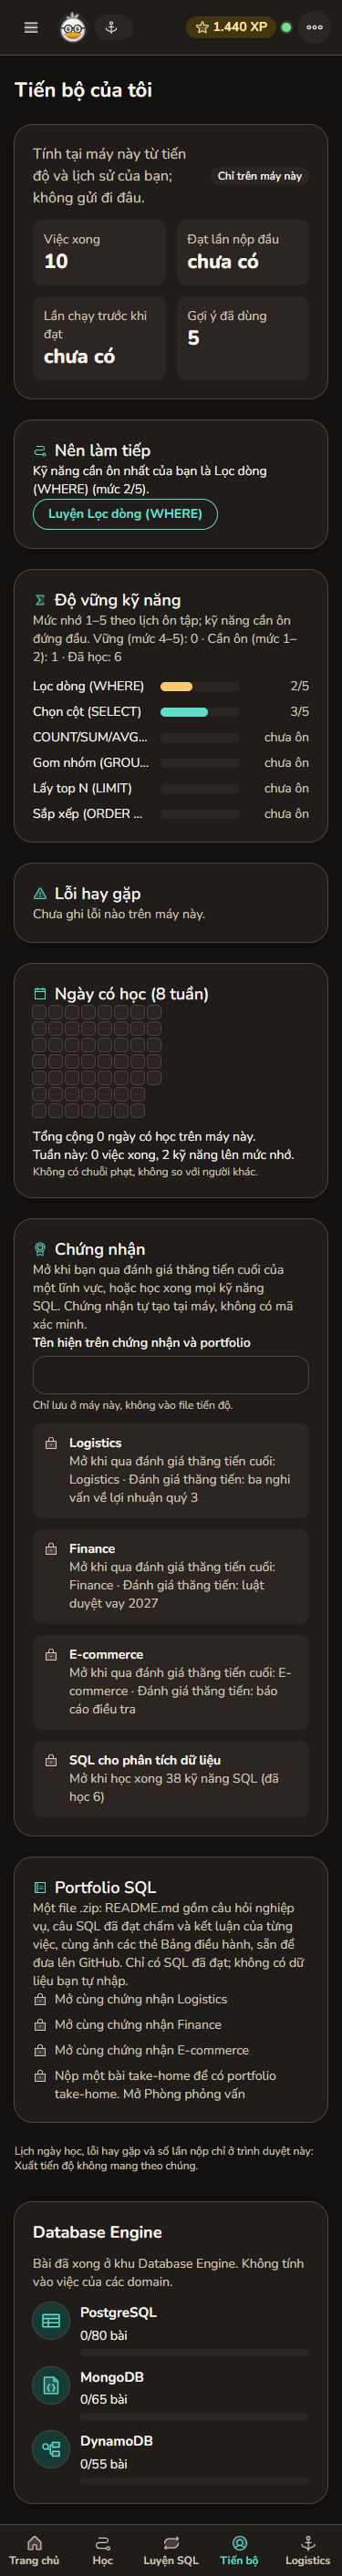 1.440 XP
Tiến bộ của tôi
Tính tại máy này từ tiến
độ và lịch sử của bạn;
không gửi đi đâu.
Chỉ trên máy này
Việc xong
10
Đạt lần nộp đầu
chưa có
Lần chạy trước khi
đạt
chưa có
Gợi ý đã dùng
5
Nên làm tiếp
Kỹ năng cần ôn nhất của bạn là Lọc dòng
(WHERE) (mức 2/5).
Luyện Lọc dòng (WHERE)
Độ vững kỹ năng
Mức nhớ 1–5 theo lịch ôn tập; kỹ năng cần ôn
đứng đầu. Vững (mức 4–5): 0 · Cần ôn (mức 1–
2): 1 · Đã học: 6
Lọc dòng (WHERE) 2/5
Chọn cột (SELECT) 3/5
COUNT/SUM/AVG... chưa ôn
Gom nhóm (GROU... chưa ôn
Lấy top N (LIMIT) chưa ôn
Sắp xếp (ORDER ... chưa ôn
Lỗi hay gặp
Chưa ghi lỗi nào trên máy này.
Ngày có học (8 tuần)
Tổng cộng 0 ngày có học trên máy này.
Tuần này: 0 việc xong, 2 kỹ năng lên mức nhớ.
Không có chuỗi phạt, không so với người khác.
Chứng nhận
Mở khi bạn qua đánh giá thăng tiến cuối của
một lĩnh vực, hoặc học xong mọi kỹ năng
SQL. Chứng nhận tự tạo tại máy, không có mã
xác minh.
Tên hiện trên chứng nhận và portfolio
Chỉ lưu ở máy này, không vào file tiến độ.
Logistics
Mở khi qua đánh giá thăng tiến cuối:
Logistics · Đánh giá thăng tiến: ba nghi
vấn về lợi nhuận quý 3
Finance
Mở khi qua đánh giá thăng tiến cuối:
Finance · Đánh giá thăng tiến: luật
duyệt vay 2027
E-commerce
Mở khi qua đánh giá thăng tiến cuối: E-
commerce · Đánh giá thăng tiến: báo
cáo điều tra
SQL cho phân tích dữ liệu
Mở khi học xong 38 kỹ năng SQL (đã
học 6)
Portfolio SQL
Một file .zip: README.md gồm câu hỏi nghiệp
vụ, câu SQL đã đạt chấm và kết luận của từng
việc, cùng ảnh các thẻ Bảng điều hành, sẵn để
đưa lên GitHub. Chỉ có SQL đã đạt; không có dữ
liệu bạn tự nhập.
Mở cùng chứng nhận Logistics
Mở cùng chứng nhận Finance
Mở cùng chứng nhận E-commerce
Nộp một bài take-home để có portfolio
take-home. Mở Phòng phỏng vấn
Lịch ngày học, lỗi hay gặp và số lần nộp chỉ ở trình duyệt này:
Xuất tiến độ không mang theo chúng.
Database Engine
Bài đã xong ở khu Database Engine. Không tính
vào việc của các domain.
PostgreSQL
0/80 bài
MongoDB
0/65 bài
DynamoDB
0/55 bài
Trang chủ Học Luyện SQL Tiến bộ Logistics